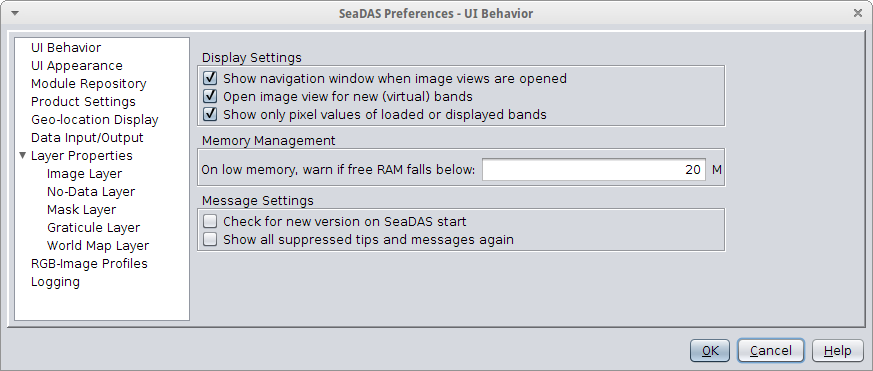 SeaDAS Preferences - UI Behavior
UI Behavior
UI Appearance
Module Repository
Product Settings
Geo-location Display
Data Input/Output
Layer Properties
Image Layer
No-Data Layer
Mask Layer
Graticule Layer
World Map Layer
RGB-Image Profiles
Logging
Display Settings
Show navigation window when image views are opened
Open image view for new (virtual) bands
Show only pixel values of loaded or displayed bands
Memory Management
On low memory, warn if free RAM falls below: 20 M
Message Settings
Check for new version on SeaDAS start
Show all suppressed tips and messages again
OK Cancel Help